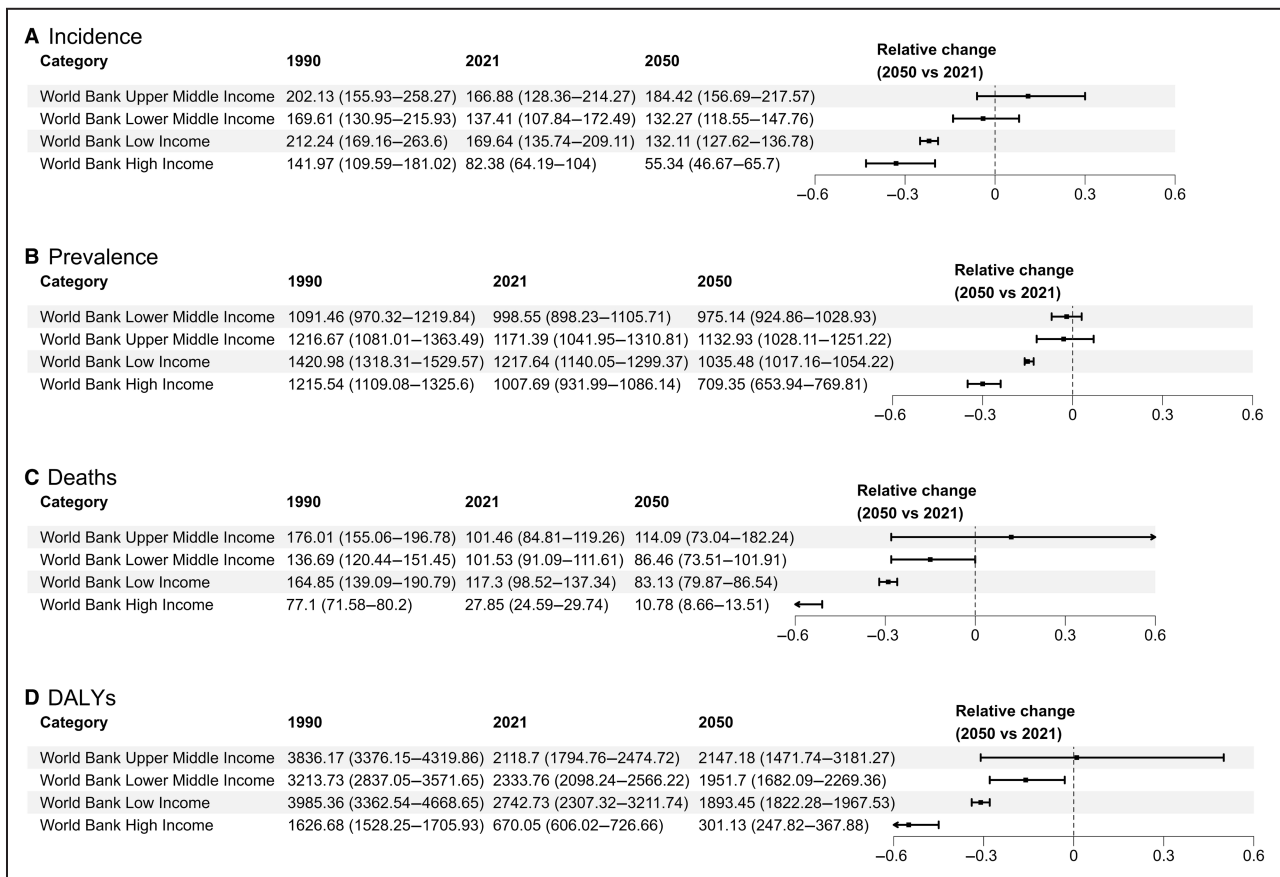 A Incidence
Category 1990 2021 2050 Relative change
(2050 vs 2021)
World Bank Upper Middle Income 202.13 (155.93–258.27) 166.88 (128.36–214.27) 184.42 (156.69–217.57)
World Bank Lower Middle Income 169.61 (130.95–215.93) 137.41 (107.84–172.49) 132.27 (118.55–147.76)
World Bank Low Income 212.24 (169.16–263.6) 169.64 (135.74–209.11) 132.11 (127.62–136.78)
World Bank High Income 141.97 (109.59–181.02) 82.38 (64.19–104) 55.34 (46.67–65.7)
–0.6 –0.3 0 0.3 0.6
B Prevalence
Category 1990 2021 2050 Relative change
(2050 vs 2021)
World Bank Lower Middle Income 1091.46 (970.32–1219.84) 998.55 (898.23–1105.71) 975.14 (924.86–1028.93)
World Bank Upper Middle Income 1216.67 (1081.01–1363.49) 1171.39 (1041.95–1310.81) 1132.93 (1028.11–1251.22)
World Bank Low Income 1420.98 (1318.31–1529.57) 1217.64 (1140.05–1299.37) 1035.48 (1017.16–1054.22)
World Bank High Income 1215.54 (1109.08–1325.6) 1007.69 (931.99–1086.14) 709.35 (653.94–769.81)
–0.6 –0.3 0 0.3 0.6
C Deaths
Category 1990 2021 2050 Relative change
(2050 vs 2021)
World Bank Upper Middle Income 176.01 (155.06–196.78) 101.46 (84.81–119.26) 114.09 (73.04–182.24)
World Bank Lower Middle Income 136.69 (120.44–151.45) 101.53 (91.09–111.61) 86.46 (73.51–101.91)
World Bank Low Income 164.85 (139.09–190.79) 117.3 (98.52–137.34) 83.13 (79.87–86.54)
World Bank High Income 77.1 (71.58–80.2) 27.85 (24.59–29.74) 10.78 (8.66–13.51)
–0.6 –0.3 0 0.3 0.6
D DALYs
Category 1990 2021 2050 Relative change
(2050 vs 2021)
World Bank Upper Middle Income 3836.17 (3376.15–4319.86) 2118.7 (1794.76–2474.72) 2147.18 (1471.74–3181.27)
World Bank Lower Middle Income 3213.73 (2837.05–3571.65) 2333.76 (2098.24–2566.22) 1951.7 (1682.09–2269.36)
World Bank Low Income 3985.36 (3362.54–4668.65) 2742.73 (2307.32–3211.74) 1893.45 (1822.28–1967.53)
World Bank High Income 1626.68 (1528.25–1705.93) 670.05 (606.02–726.66) 301.13 (247.82–367.88)
–0.6 –0.3 0 0.3 0.6